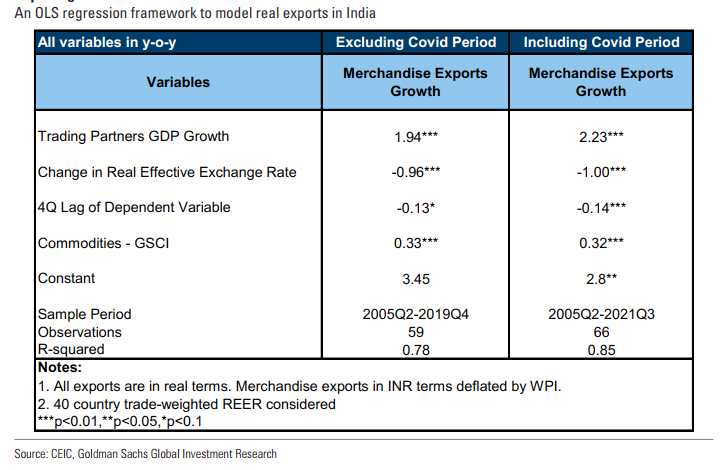 An OLS regression framework to model real exports in India
All variables in y-o-y Excluding Covid Period Including Covid Period
Variables Merchandise Exports Growth Merchandise Exports Growth
Trading Partners GDP Growth 1.94*** 2.23***
Change in Real Effective Exchange Rate -0.96*** -1.00***
4Q Lag of Dependent Variable -0.13* -0.14***
Commodities - GSCI 0.33*** 0.32***
Constant 3.45 2.8**
Sample Period 2005Q2-2019Q4 2005Q2-2021Q3
Observations 59 66
R-squared 0.78 0.85
Notes:
1. All exports are in real terms. Merchandise exports in INR terms deflated by WPI.
2. 40 country trade-weighted REER considered
***p<0.01,**p<0.05,*p<0.1
Source: CEIC, Goldman Sachs Global Investment Research